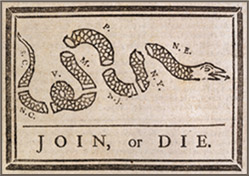 P.
N.E.
M.
V.
N.Y.
N.J.
S.C.
N.C.
JOIN, or DIE.